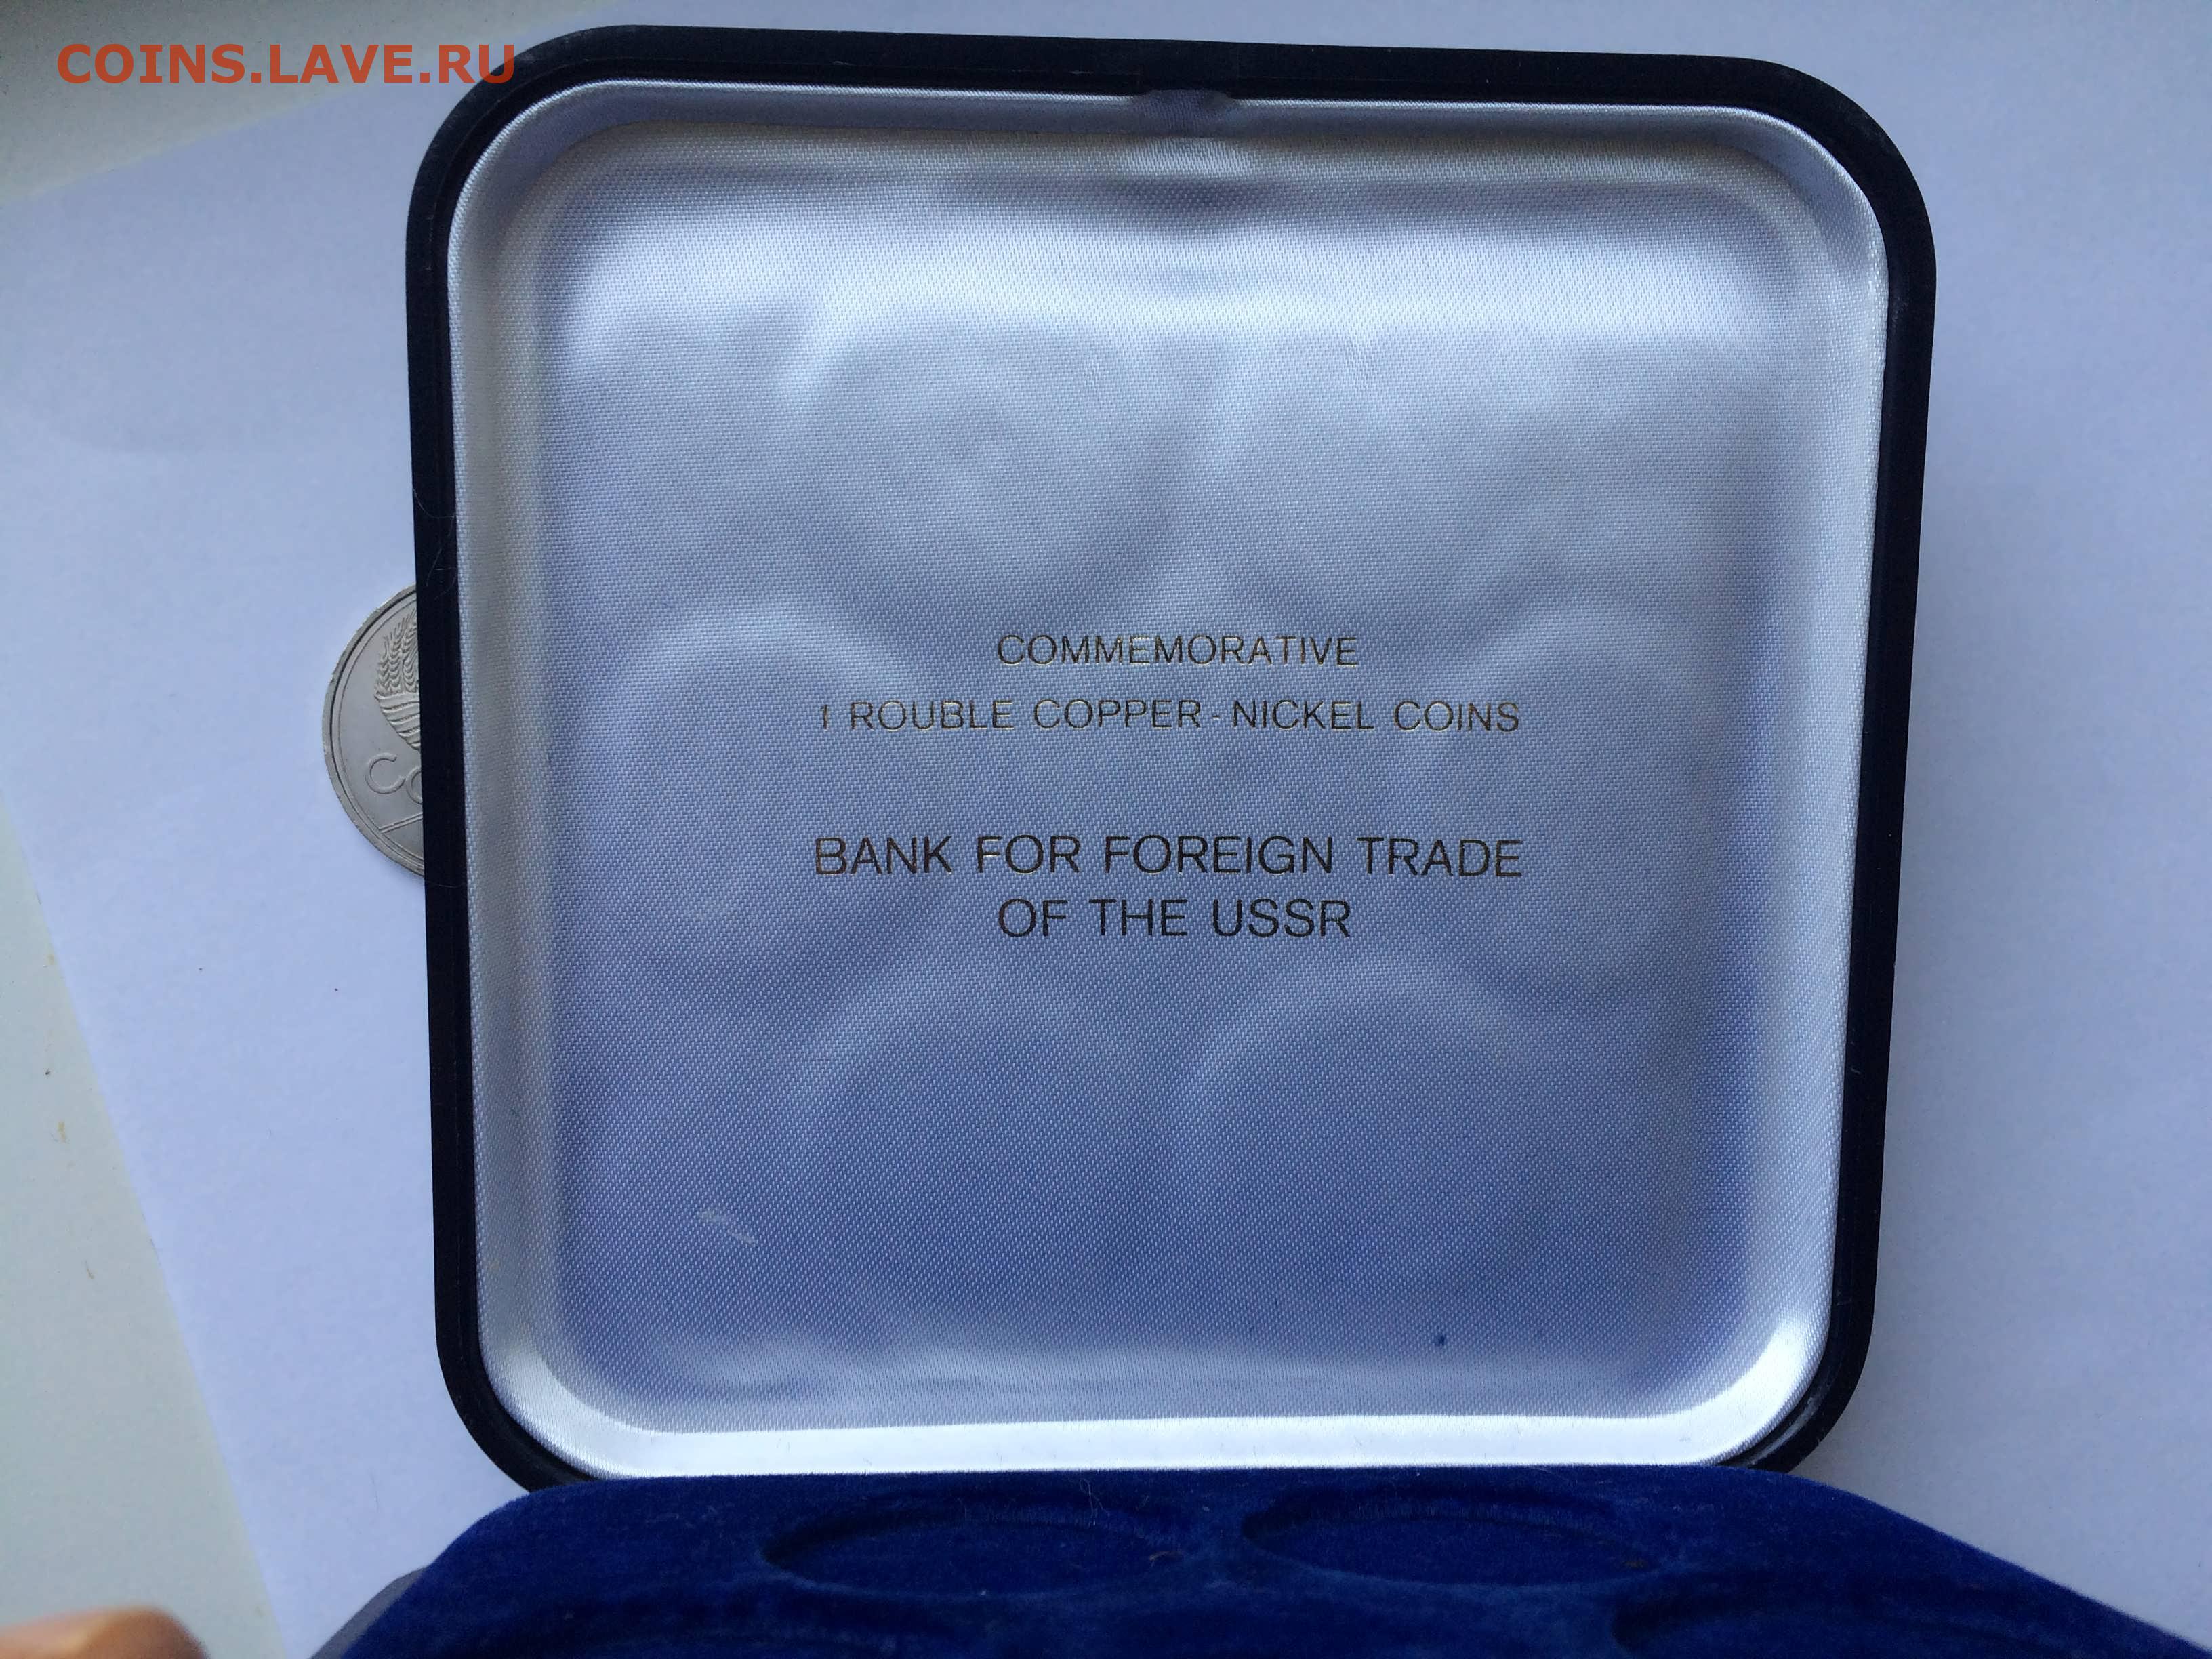 COINS.LAVE.RU
COMMEMORATIVE
1 ROUBLE COPPER-NICKEL COINS
BANK FOR FOREIGN TRADE
OF THE USSR